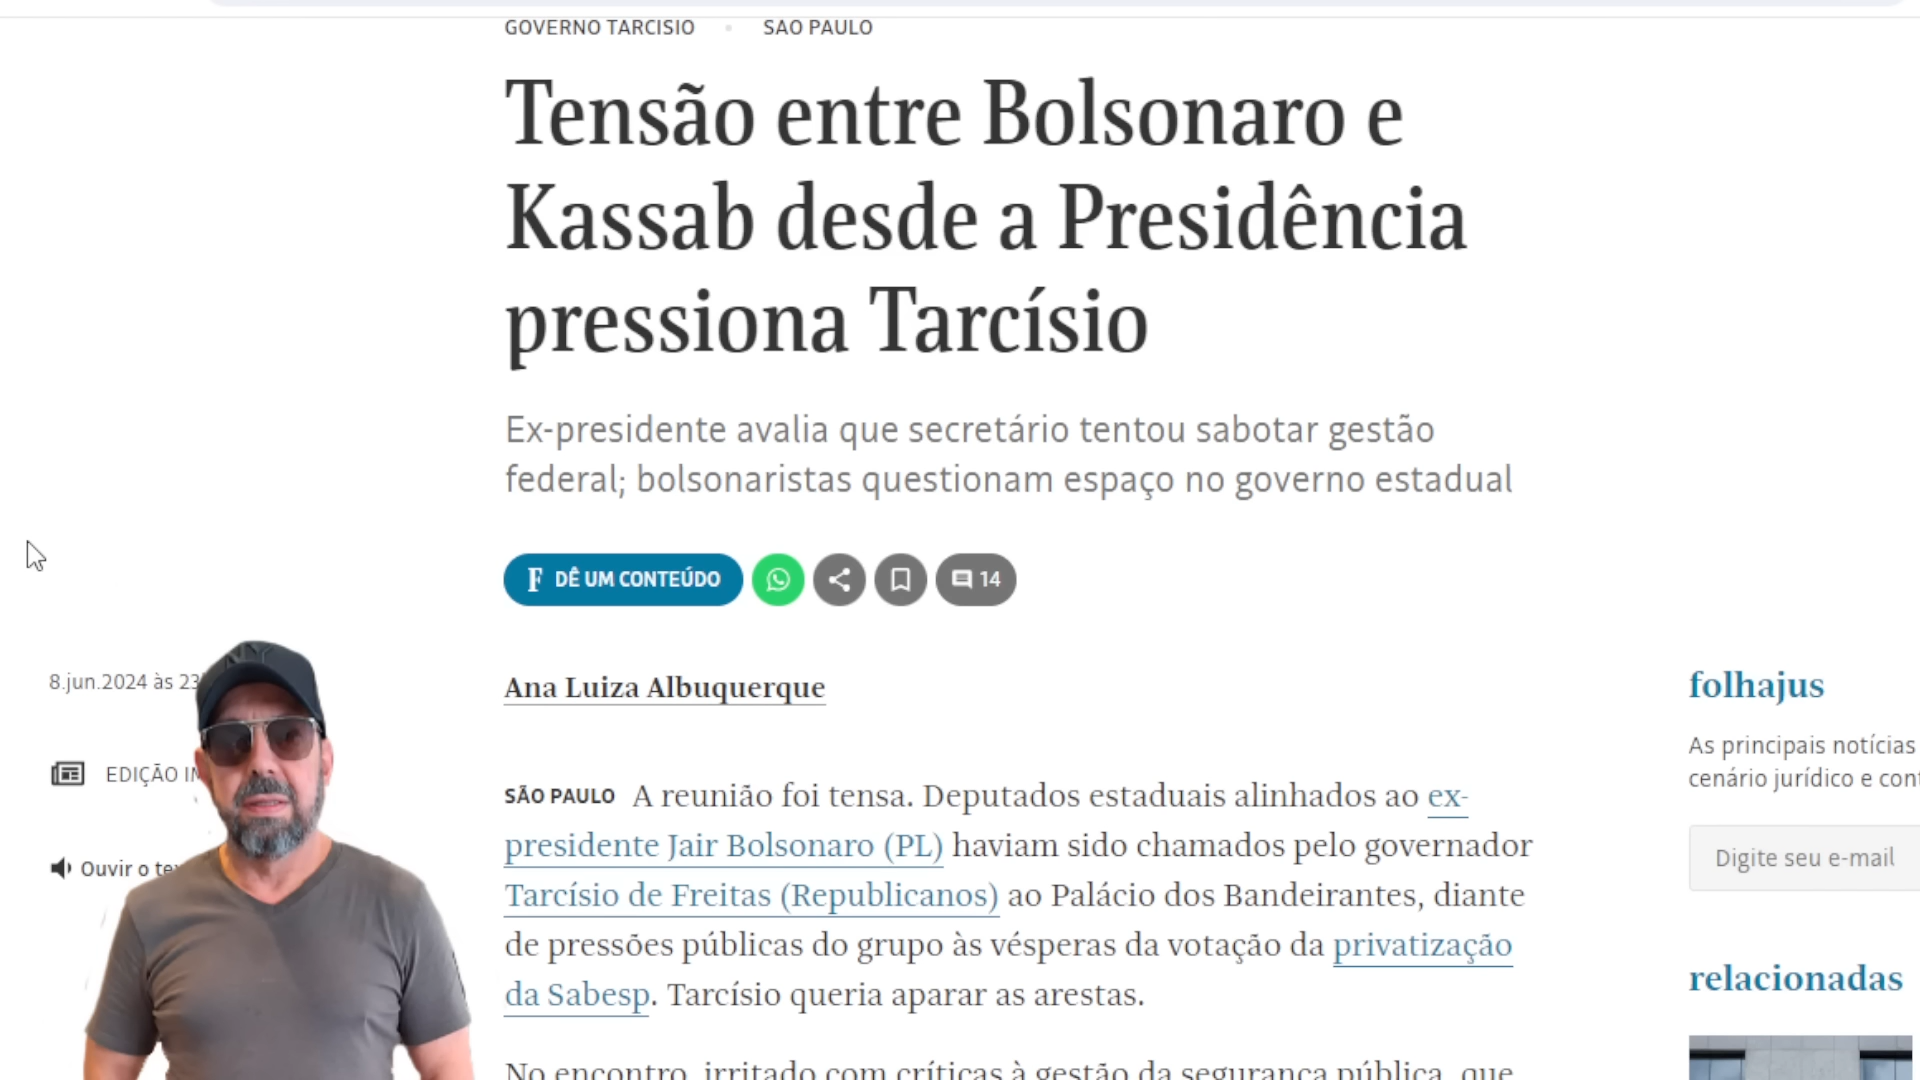 GOVERNO TARCISIO
SAO PAULO
Tensão entre Bolsonaro e
Kassab desde a Presidência
pressiona Tarcísio
Ex-presidente avalia que secretário tentou sabotar gestão
federal; bolsonaristas questionam espaço no governo estadual
F DÊ UM CONTEÚDO
14
8.jun.2024 às 23
EDIÇÃO
Ouvir o
Ana Luiza Albuquerque
SÃO PAULO A reunião foi tensa. Deputados estaduais alinhados ao ex-
presidente Jair Bolsonaro (PL) haviam sido chamados pelo governador
Tarcísio de Freitas (Republicanos) ao Palácio dos Bandeirantes, diante
de pressões públicas do grupo às vésperas da votação da privatização
da Sabesp. Tarcísio queria aparar as arestas.
No encontro, irritado com críticas à gestão da segurança pública, que
folhajus
As principais notícias
cenário jurídico e
Digite seu e-mail
relacionadas
NY